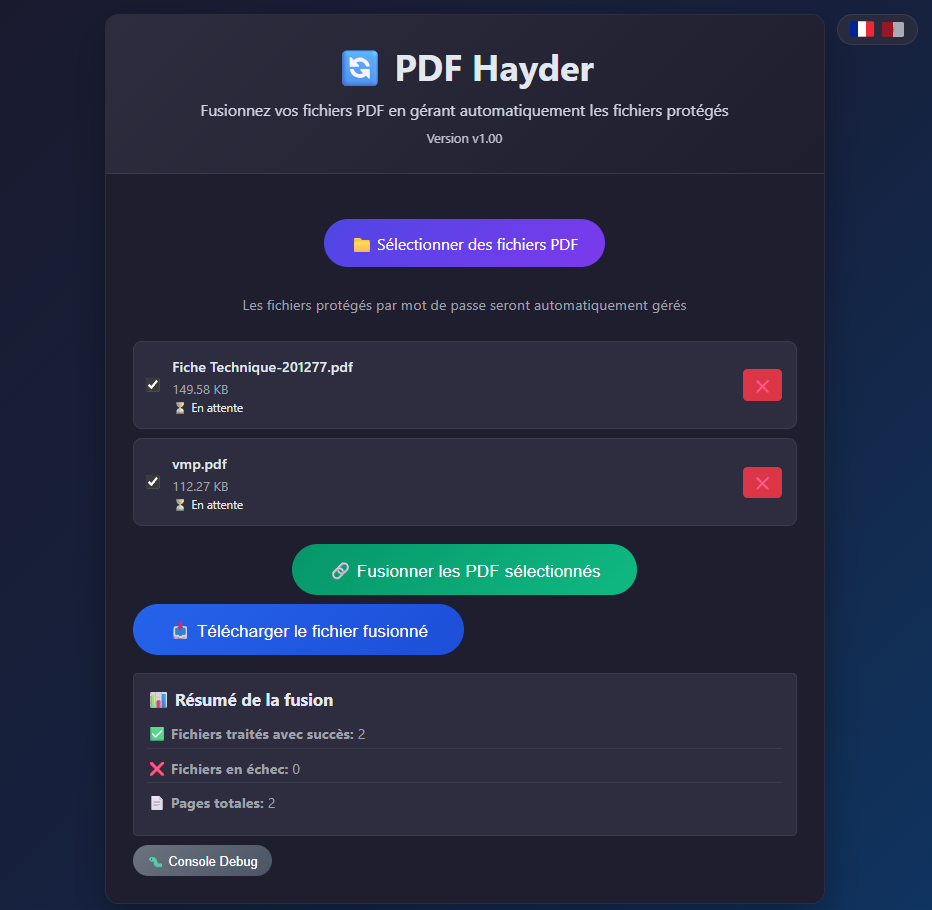 PDF Hayder
Fusionnez vos fichiers PDF en gérant automatiquement les fichiers protégés
Version v1.00
Sélectionner des fichiers PDF
Les fichiers protégés par mot de passe seront automatiquement gérés
Fiche Technique-201277.pdf
149.58 KB
En attente
vmp.pdf
112.27 KB
En attente
Fusionner les PDF sélectionnés
Télécharger le fichier fusionné
Résumé de la fusion
Fichiers traités avec succès: 2
Fichiers en échec: 0
Pages totales: 2
Console Debug